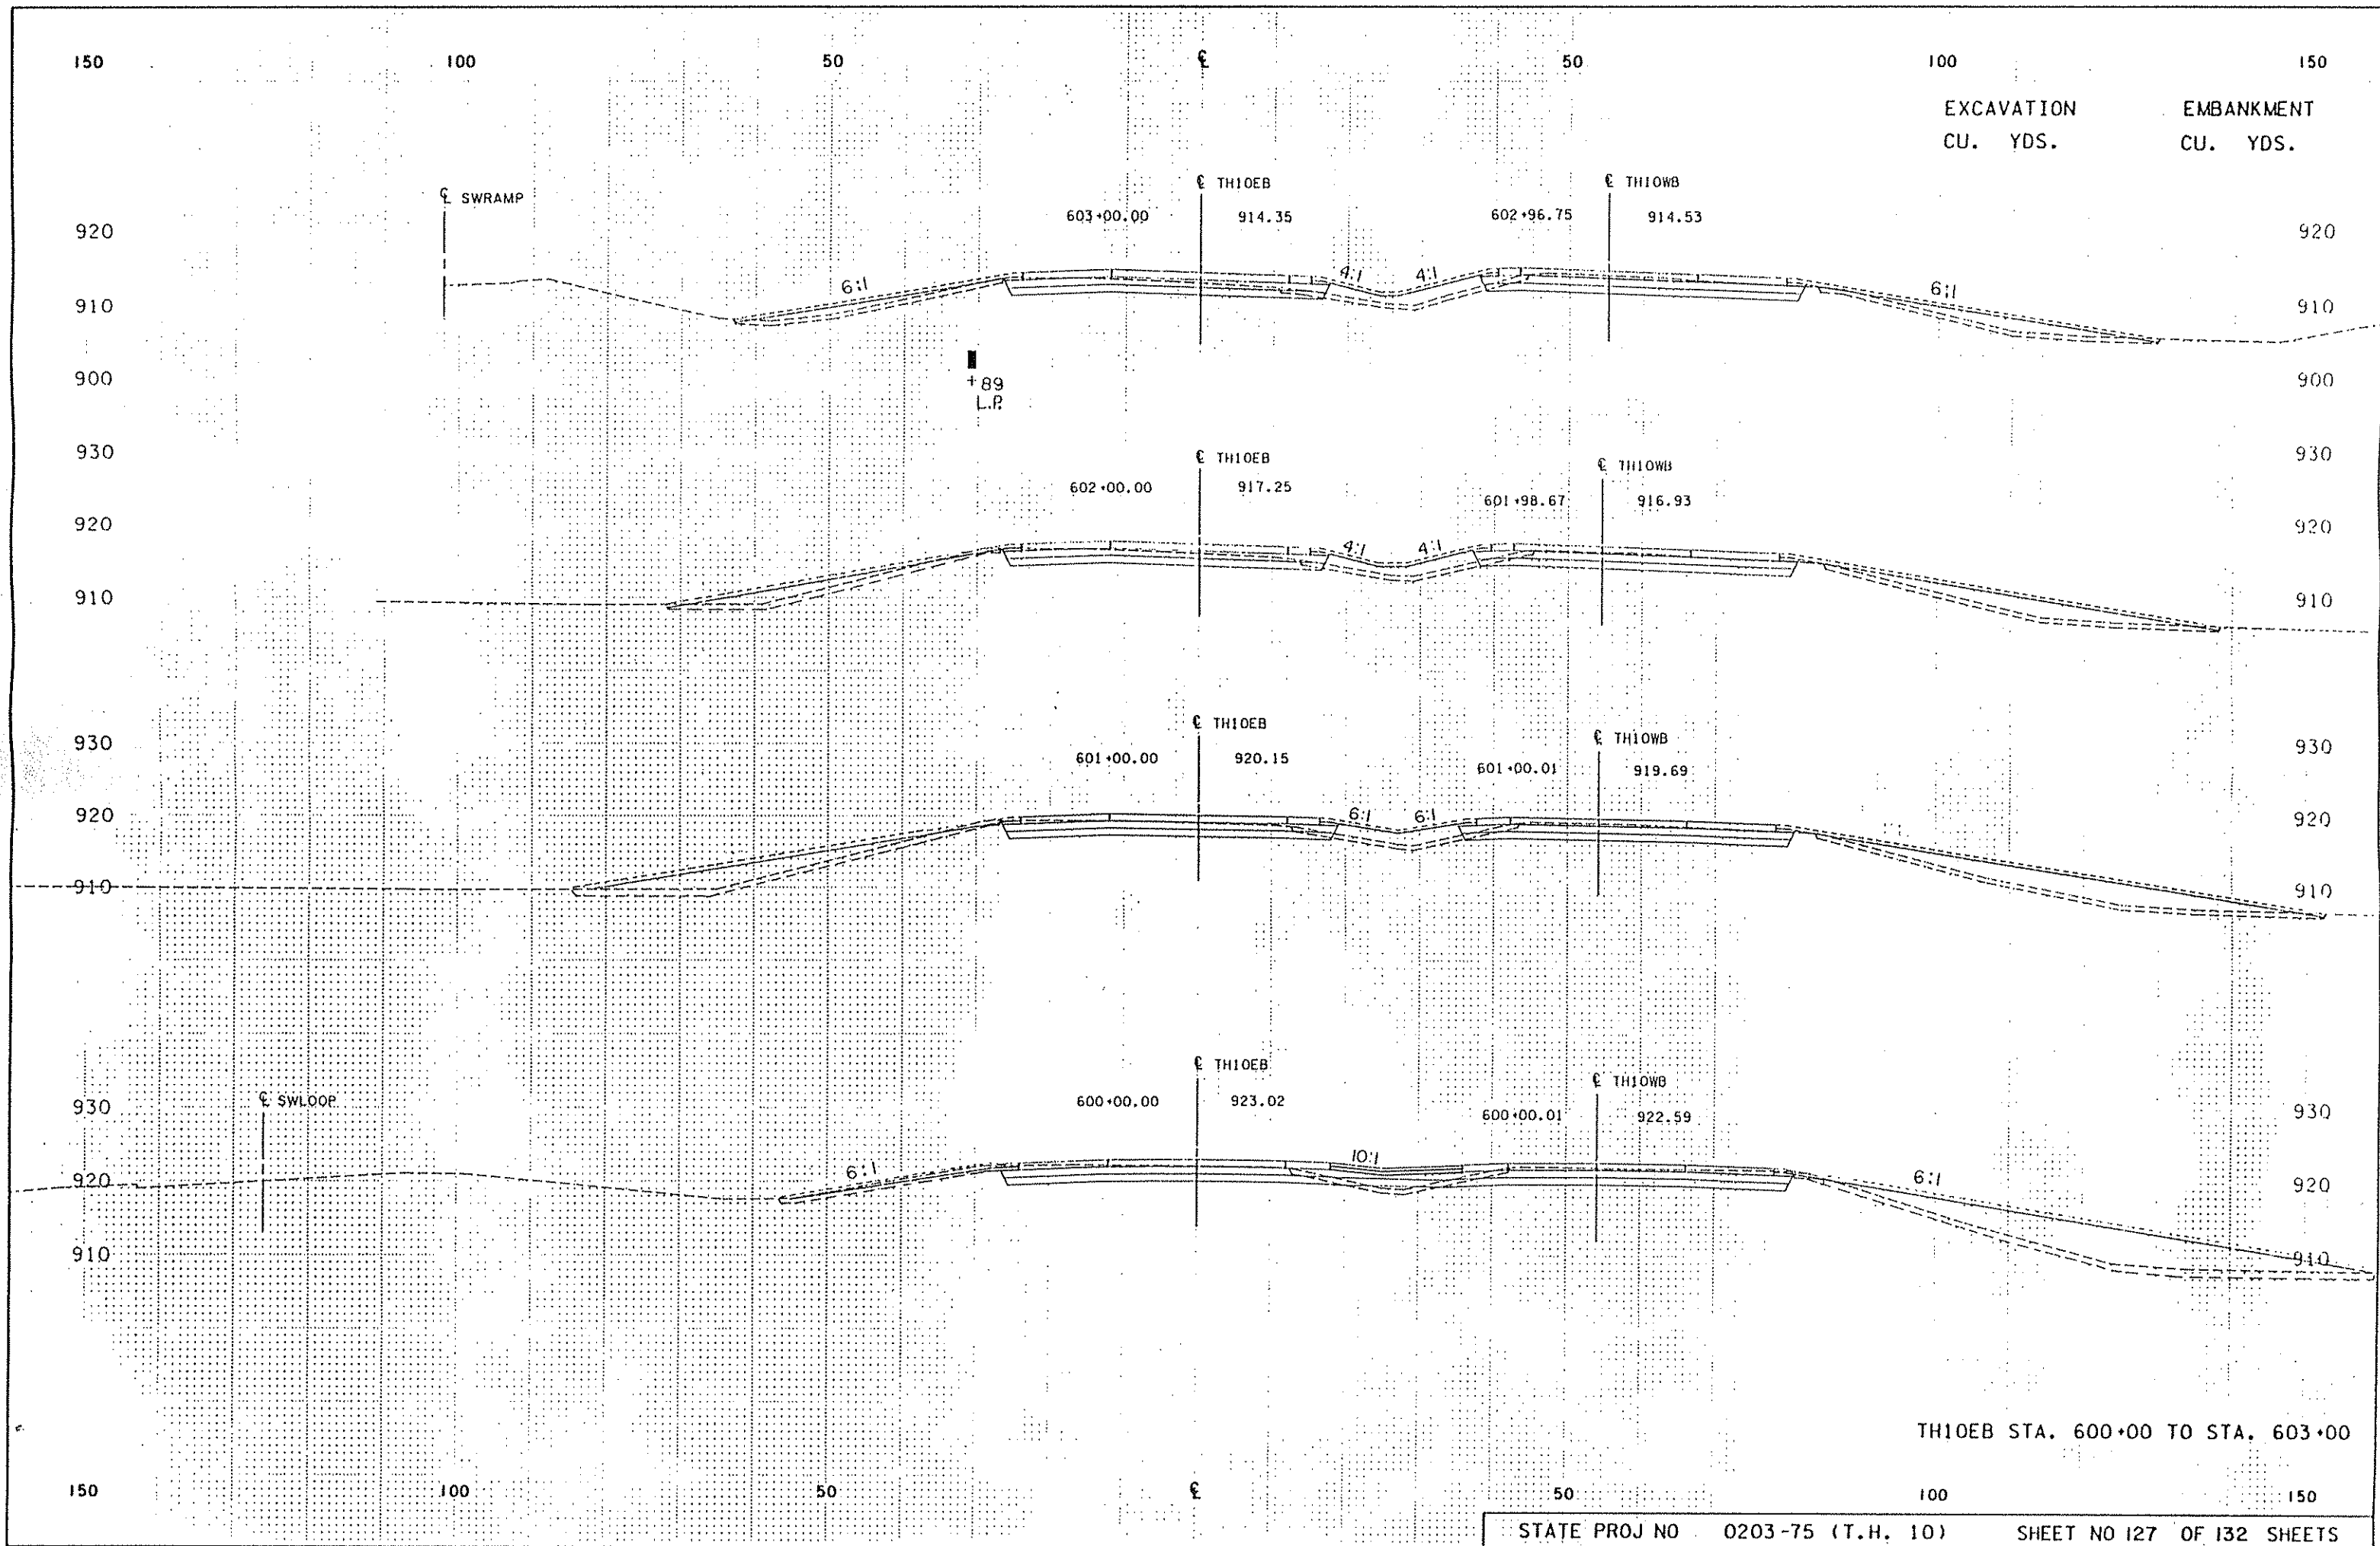 150 100 50 ℄ 50 100 150
EXCAVATION EMBANKMENT
CU. YDS. CU. YDS.
℄ SWRAMP ℄ TH10EB ℄ TH10WB
603+00.00 914.35 602+96.75 914.53
920 920
6:1 4:1 4:1 6:1
910 910
900 900
+89
L.P.
930 930
℄ TH10EB ℄ TH10WB
602+00.00 917.25 601+98.67 916.93
920 920
4:1 4:1
910 910
℄ TH10EB ℄ TH10WB
930 930
601+00.00 920.15 601+00.01 919.69
920 6:1 6:1 920
910 910
℄ TH10EB ℄ TH10WB
℄ SWLOOP
930 930
600+00.00 923.02 600+00.01 922.59
6:1 10:1 6:1
920 920
910 910
TH10EB STA. 600+00 TO STA. 603+00
150 100 50 ℄ 50 100 150
STATE PROJ NO 0203-75 (T.H. 10) SHEET NO 127 OF 132 SHEETS